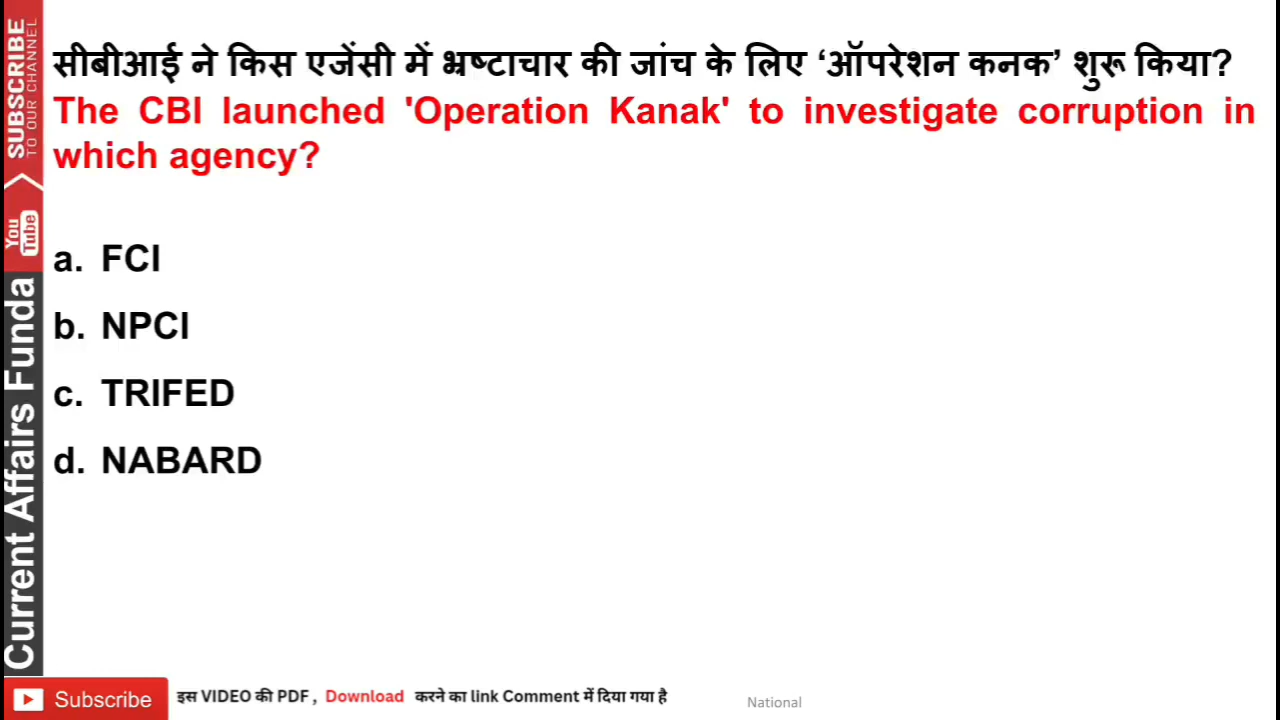 सीबीआई ने किस एजेंसी में भ्रष्टाचार की जांच के लिए ‘ऑपरेशन कनक’ शुरू किया?
The CBI launched 'Operation Kanak' to investigate corruption in
which agency?
a. FCI
b. NPCI
c. TRIFED
d. NABARD
SUBSCRIBE
TO OUR CHANNEL
You
Tube
Current Affairs Funda
Subscribe
इस VIDEO की PDF , Download करने का link Comment में दिया गया है
National